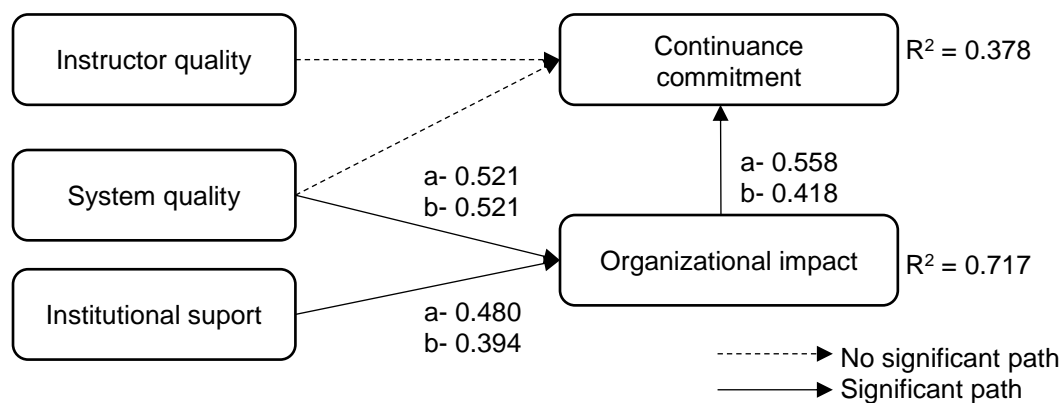 Instructor quality
Continuance
commitment
R² = 0.378
System quality
a- 0.521
b- 0.521
a- 0.558
b- 0.418
Organizational impact
R² = 0.717
Institutional suport
a- 0.480
b- 0.394
No significant path
Significant path